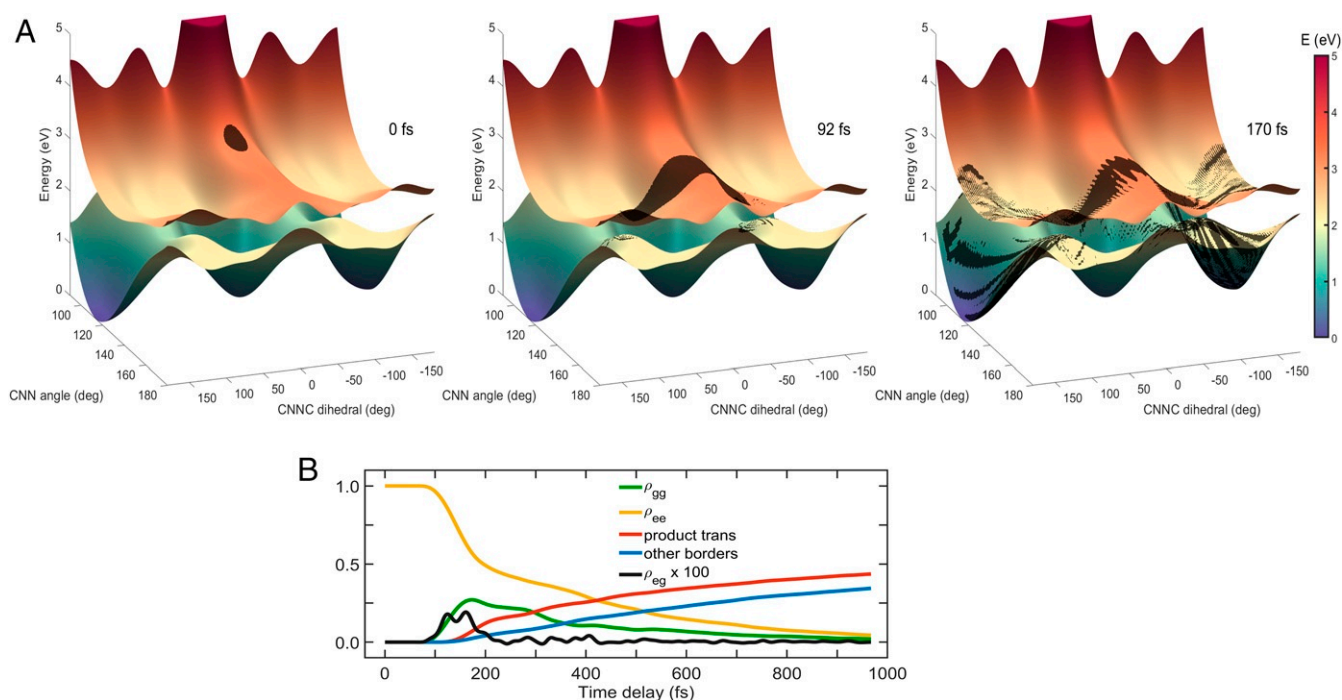 A
0 fs
92 fs
170 fs
E (eV)
5
4
3
2
1
0
Energy (eV)
5
4
3
2
1
0
100
120
140
160
180
CNN angle (deg)
150
100
50
0
-50
-100
-150
CNNC dihedral (deg)
Energy (eV)
5
4
3
2
1
0
100
120
140
160
180
CNN angle (deg)
150
100
50
0
-50
-100
-150
CNNC dihedral (deg)
Energy (eV)
5
4
3
2
1
0
100
120
140
160
180
CNN angle (deg)
150
100
50
0
-50
-100
-150
CNNC dihedral (deg)
B
1.0
0.5
0.0
ρgg
ρee
product trans
other borders
ρeg x 100
0 200 400 600 800 1000
Time delay (fs)